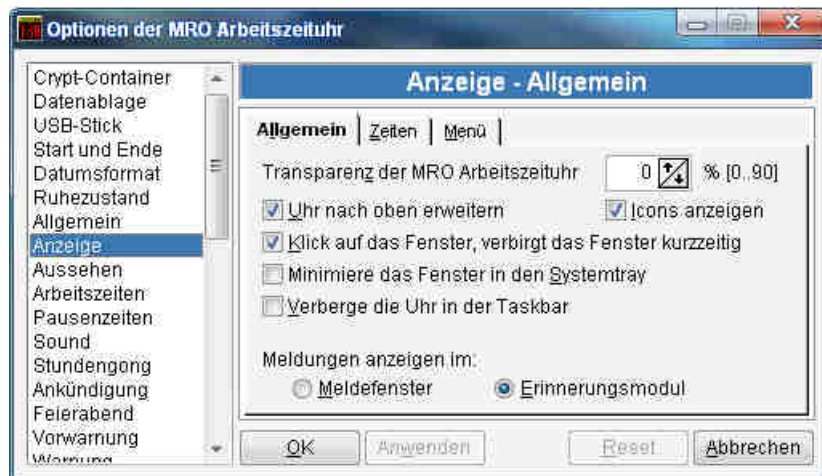 Optionen der MRO Arbeitszeituhr
Crypt-Container
Datenablage
USB-Stick
Start und Ende
Datumsformat
Ruhezustand
Allgemein
Anzeige
Aussehen
Arbeitszeiten
Pausenzeiten
Sound
Stundengong
Ankündigung
Feierabend
Vorwarnung
Warnung
Anzeige - Allgemein
Allgemein Zeiten Menü
Transparenz der MRO Arbeitszeituhr 0 % [0..90]
Uhr nach oben erweitern Icons anzeigen
Klick auf das Fenster, verbirgt das Fenster kurzzeitig
Minimiere das Fenster in den Systemtray
Verberge die Uhr in der Taskbar
Meldungen anzeigen im:
Meldefenster Erinnerungsmodul
OK Anwenden Reset Abbrechen